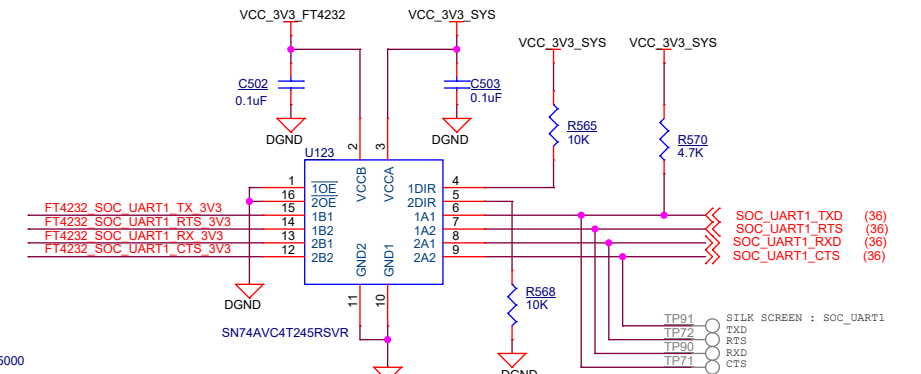 VCC_3V3_FT4232
VCC_3V3_SYS
VCC_3V3_SYS
VCC_3V3_SYS
C502
0.1uF
C503
0.1uF
DGND
DGND
R565
10K
R570
4.7K
U123
2
3
VCCB
VCCA
1 1OE 1DIR 4
16 2OE 2DIR 5
FT4232_SOC_UART1_TX_3V3 15 1B1 1A1 6 SOC_UART1_TXD (36)
FT4232_SOC_UART1_RTS_3V3 14 1B2 1A2 7 SOC_UART1_RTS (36)
FT4232_SOC_UART1_RX_3V3 13 2B1 2A1 8 SOC_UART1_RXD (36)
FT4232_SOC_UART1_CTS_3V3 12 2B2 2A2 9 SOC_UART1_CTS (36)
GND2
GND1
11
10
DGND
R568
10K
SN74AVC4T245RSVR
SILK SCREEN : SOC_UART1
TP91 TXD
TP72 RTS
TP90 RXD
TP71 CTS
5000
DGND